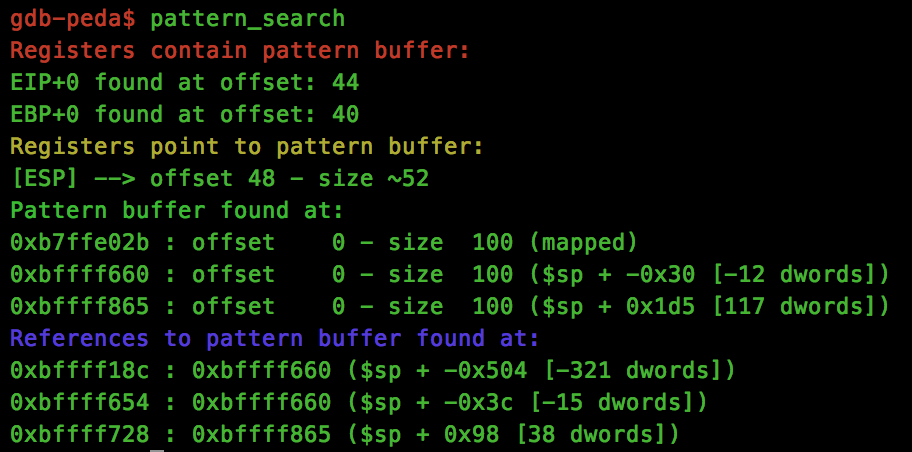 gdb-peda$ pattern_search
Registers contain pattern buffer:
EIP+0 found at offset: 44
EBP+0 found at offset: 40
Registers point to pattern buffer:
[ESP] --> offset 48 - size ~52
Pattern buffer found at:
0xb7ffe02b : offset    0 - size  100 (mapped)
0xbffff660 : offset    0 - size  100 ($sp + -0x30 [-12 dwords])
0xbffff865 : offset    0 - size  100 ($sp + 0x1d5 [117 dwords])
References to pattern buffer found at:
0xbffff18c : 0xbffff660 ($sp + -0x504 [-321 dwords])
0xbffff654 : 0xbffff660 ($sp + -0x3c [-15 dwords])
0xbffff728 : 0xbffff865 ($sp + 0x98 [38 dwords])